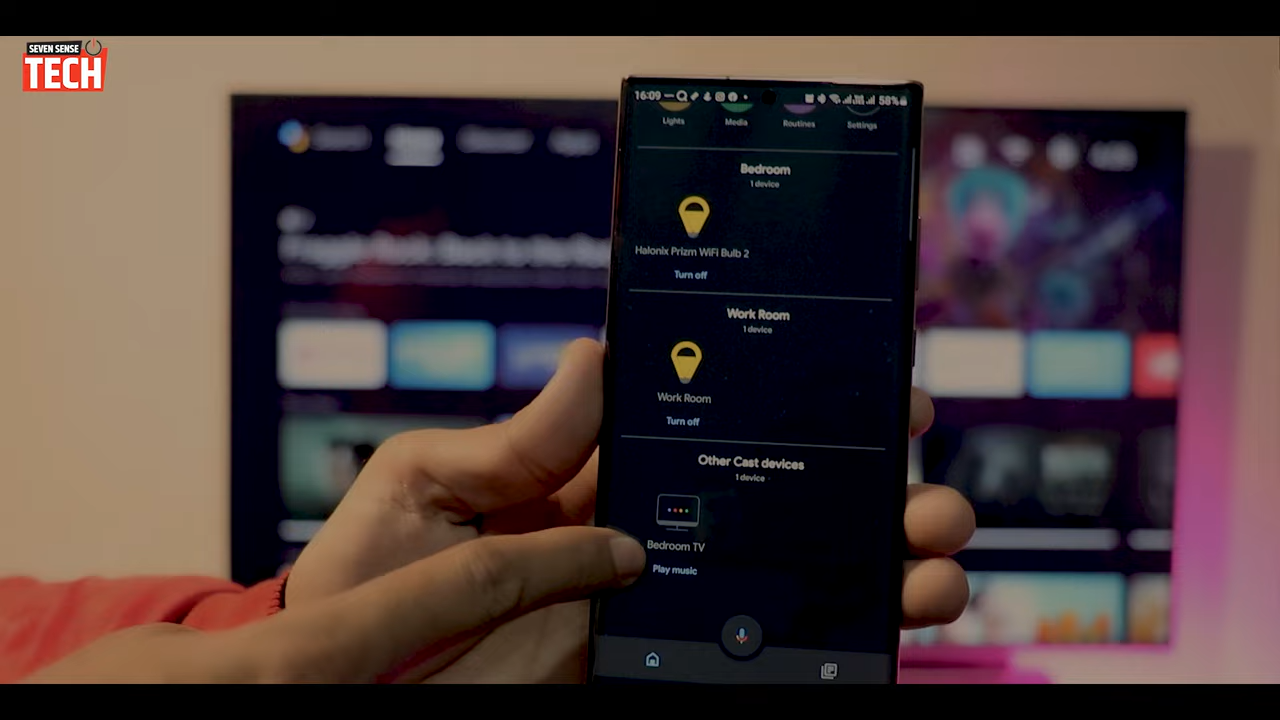 SEVEN SENSE
TECH
16:09
58%
Lights
Media
Routines
Settings
Bedroom
1 device
Halonix Prizm WiFi Bulb 2
Turn off
Work Room
1 device
Work Room
Turn off
Other Cast devices
1 device
Bedroom TV
Play music